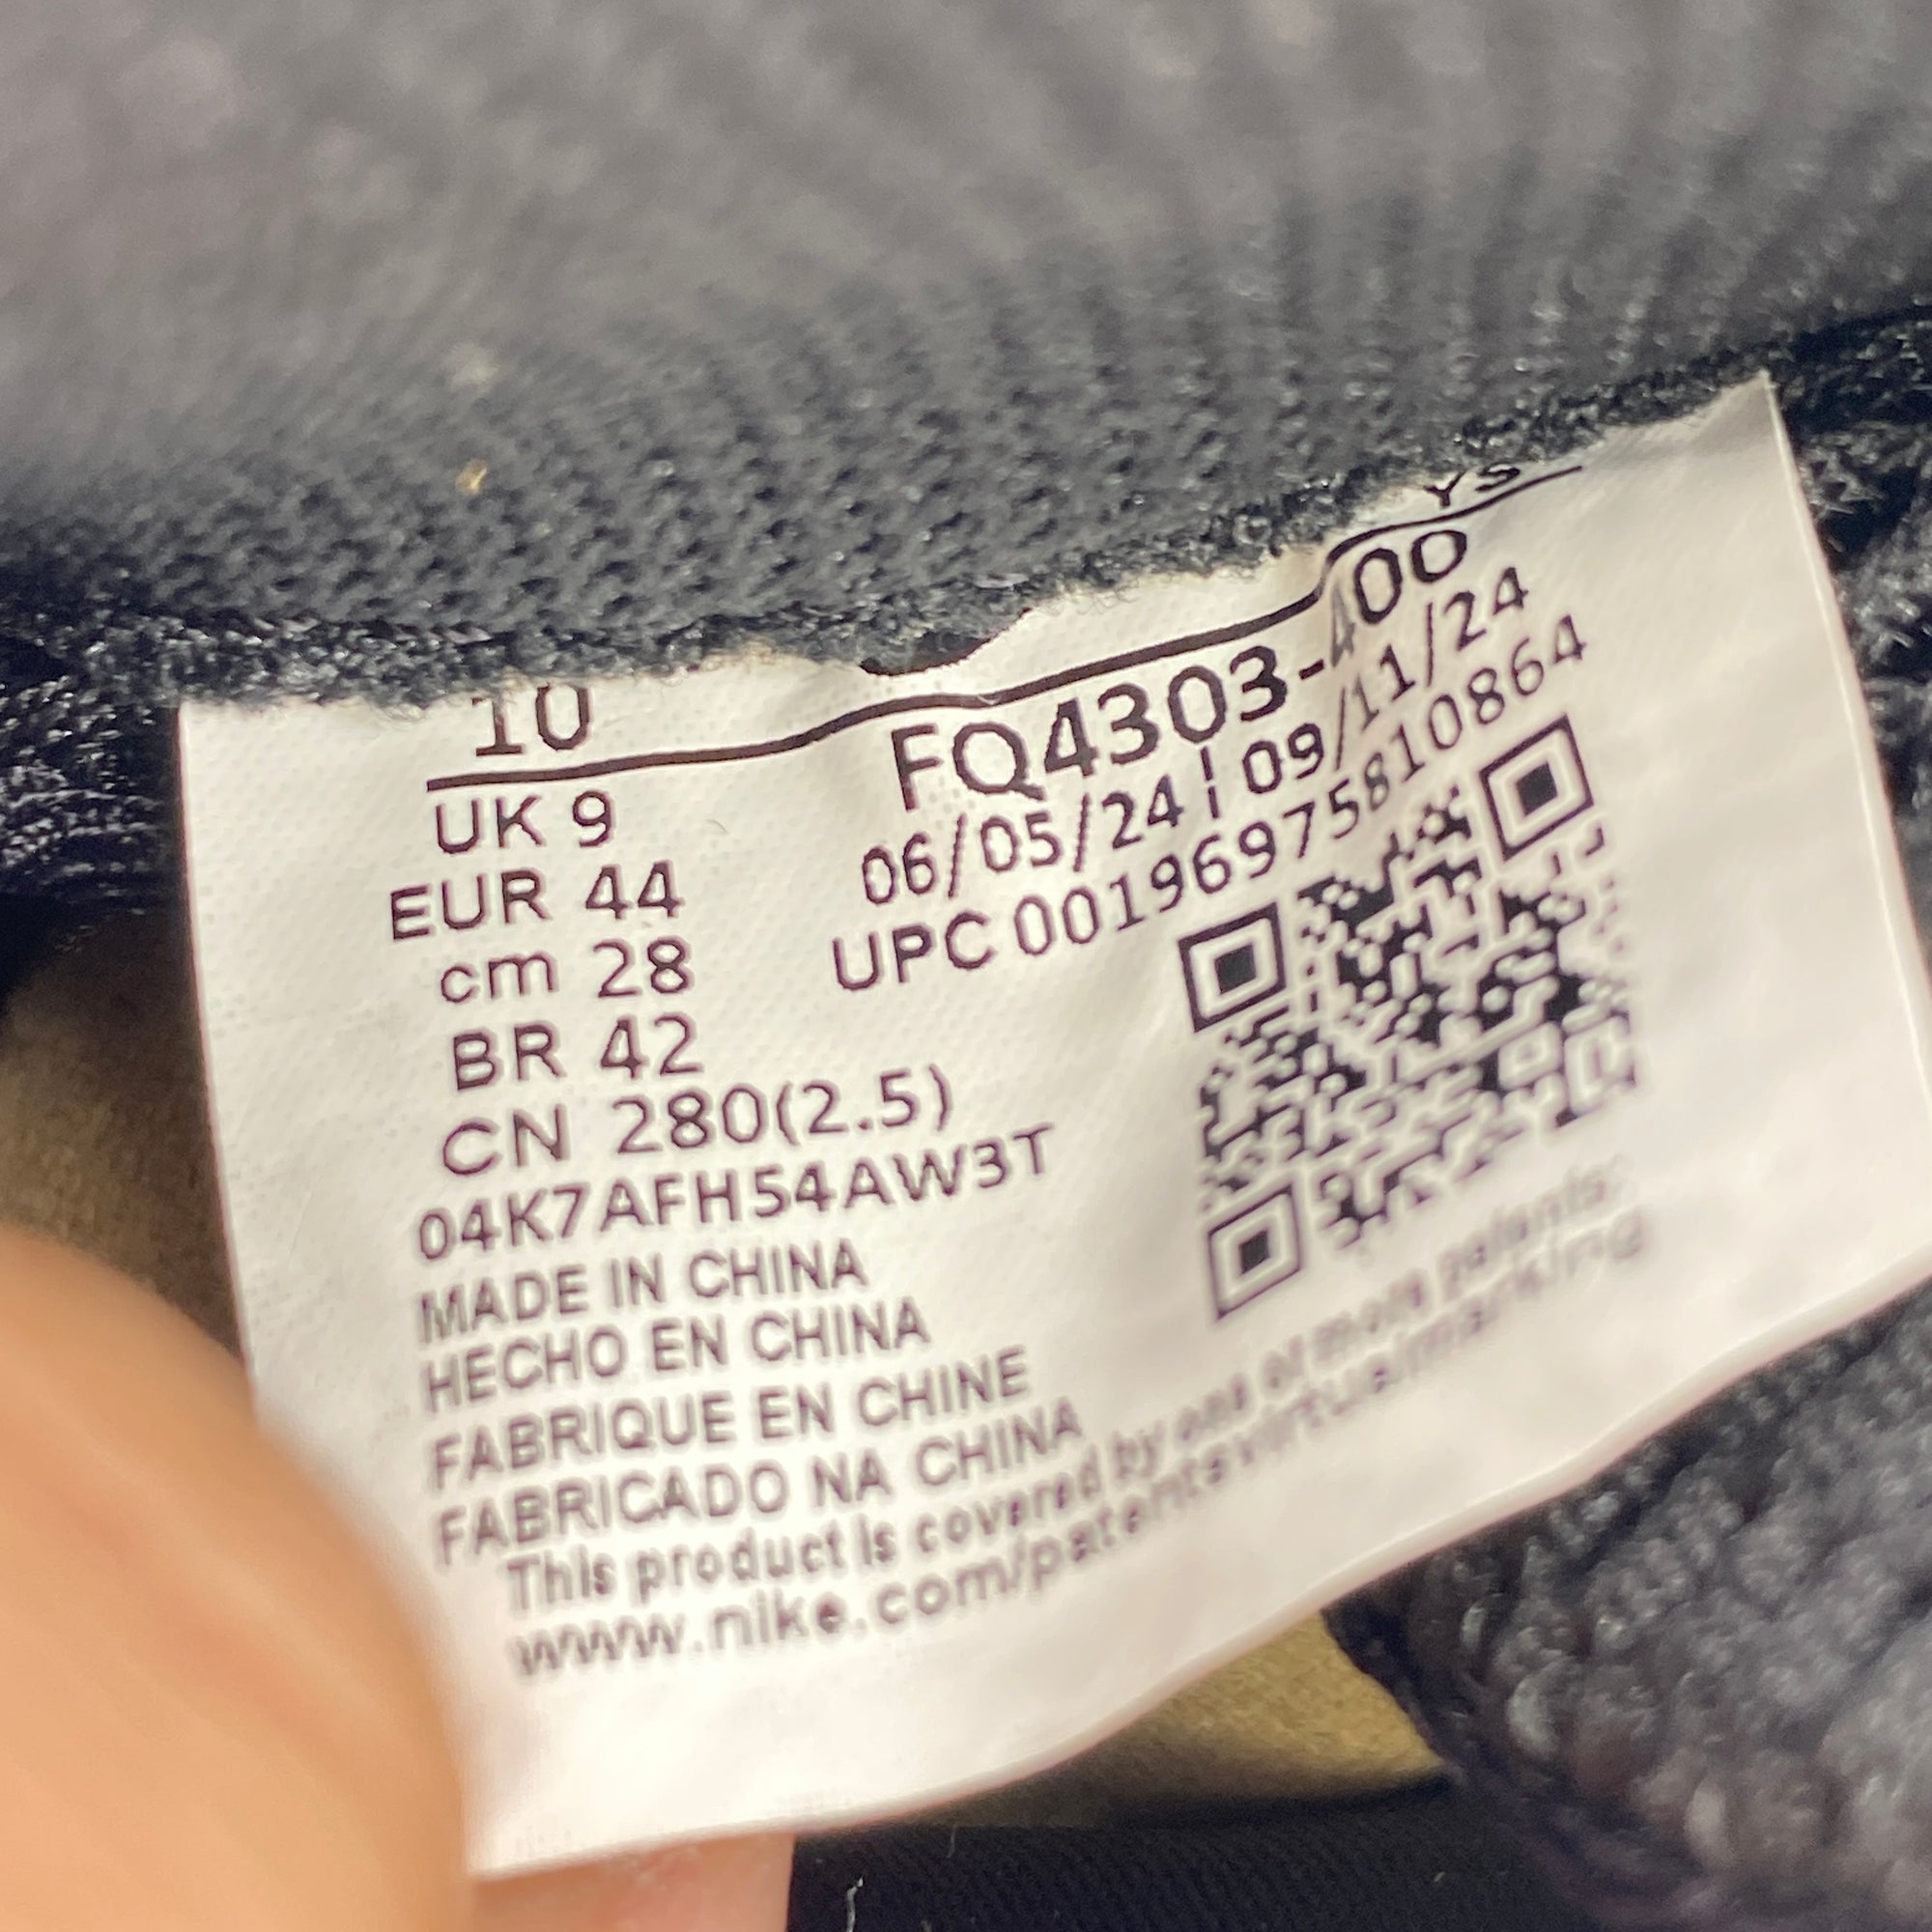 10
YS
UK 9
EUR 44
cm 28
BR 42
CN 280(2.5)
04K7AFH54AW3T
FQ4303-400
06/05/24 ¦ 09/11/24
UPC 00196975810864
MADE IN CHINA
HECHO EN CHINA
FABRIQUE EN CHINE
FABRICADO NA CHINA
This product is covered by one or more patents:
www.nike.com/patentsvirtualmarking